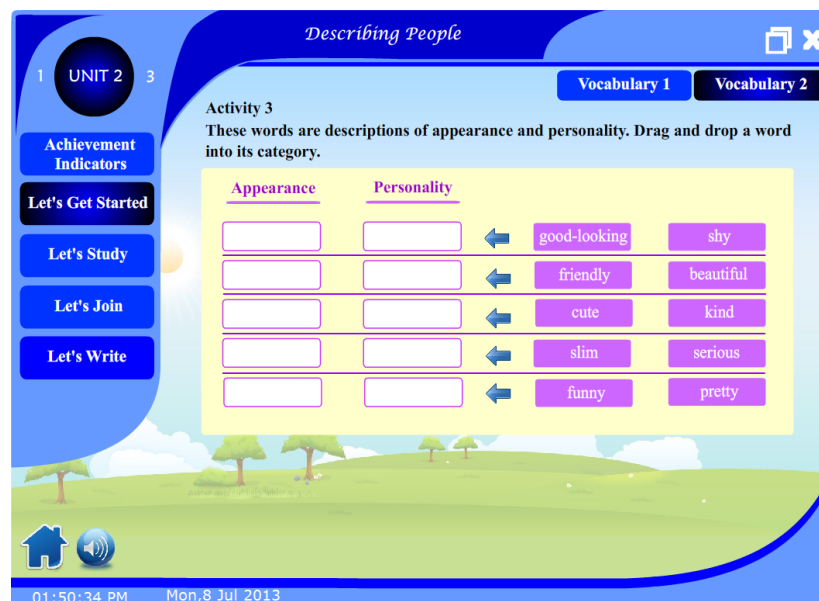 Describing People
1 UNIT 2 3
Vocabulary 1 Vocabulary 2
Achievement
Indicators
Let's Get Started
Let's Study
Let's Join
Let's Write
Activity 3
These words are descriptions of appearance and personality. Drag and drop a word
into its category.
Appearance Personality
good-looking shy
friendly beautiful
cute kind
slim serious
funny pretty
01:50:34 PM Mon,8 Jul 2013